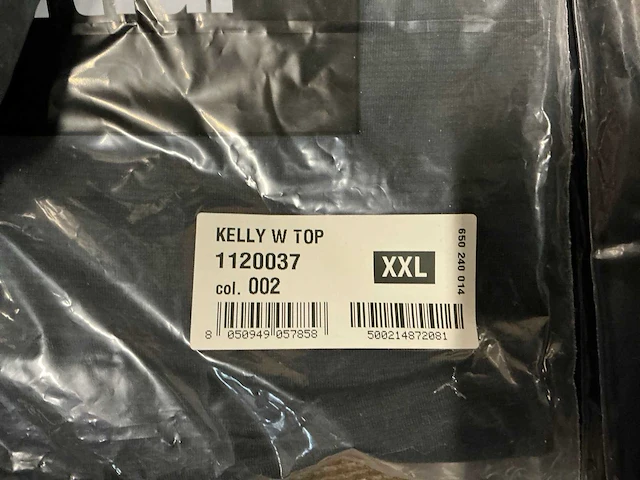 KELLY W TOP
1120037
col. 002
XXL
650 240 014
8 050949 057858
500214872081